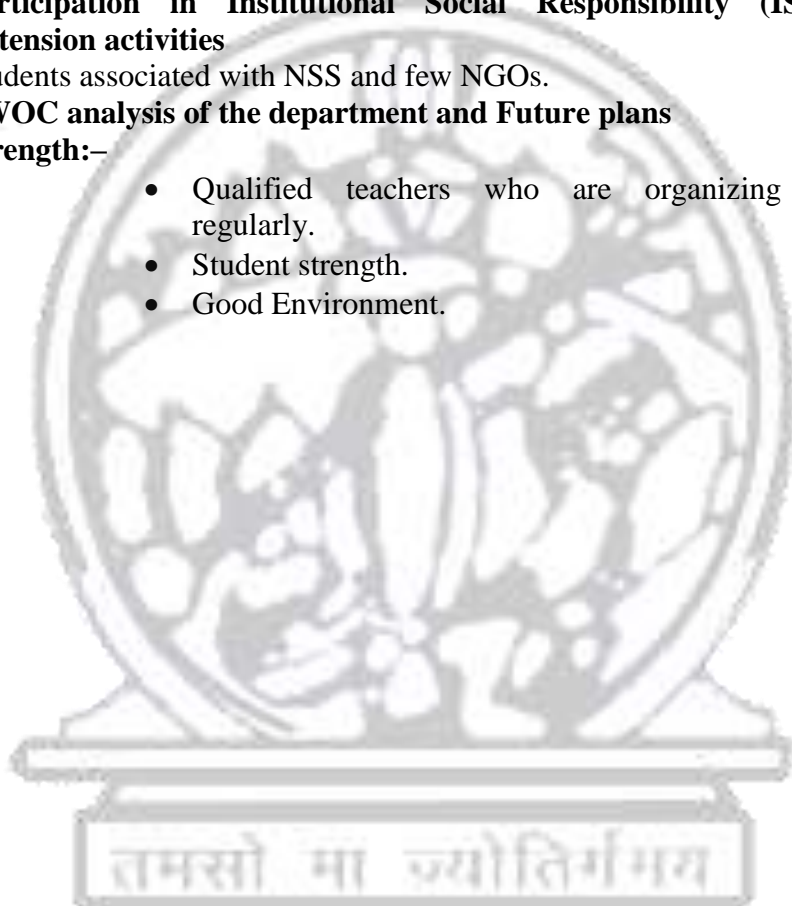 rticipation in Institutional Social Responsibility (IS
tension activities
udents associated with NSS and few NGOs.
WOC analysis of the department and Future plans
rength:–
• Qualified teachers who are organizing
regularly.
• Student strength.
• Good Environment.
तमसो मा ज्योतिर्गमय